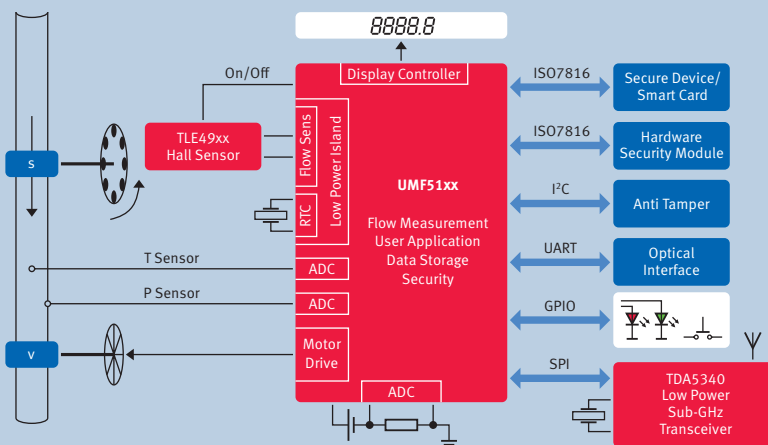 8888.8
On/Off
Display Controller
ISO7816
Secure Device/
Smart Card
TLE49xx
Hall Sensor
Flow Sens
Low Power Island
RTC
ISO7816
Hardware
Security Module
s
UMF51xx
Flow Measurement
User Application
Data Storage
Security
I²C
Anti Tamper
T Sensor
ADC
UART
Optical
Interface
P Sensor
ADC
GPIO
v
Motor
Drive
SPI
ADC
TDA5340
Low Power
Sub-GHz
Transceiver